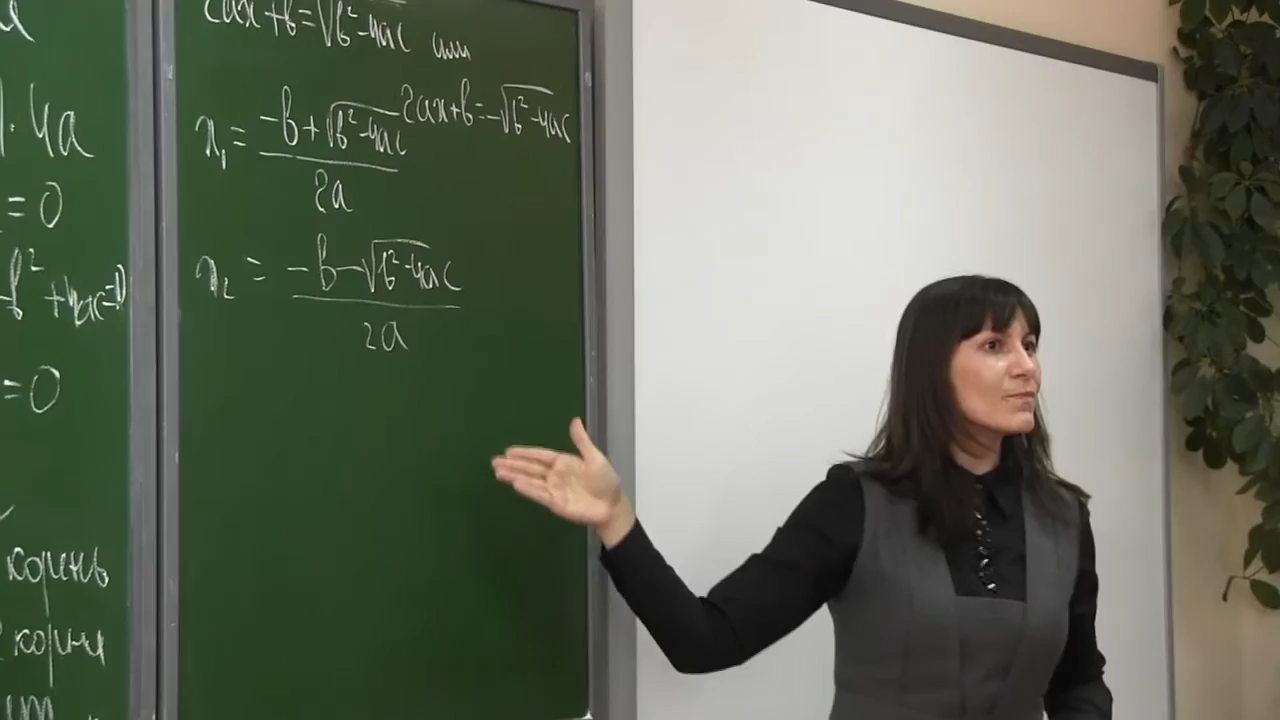 · 4a
= 0
b² + 4ac = 0
= 0
корень
корня
2ax + b = √b² - 4ac или
2ax + b = -√b² - 4ac
x₁ = -b + √b² - 4ac / 2a
x₂ = -b - √b² - 4ac / 2a